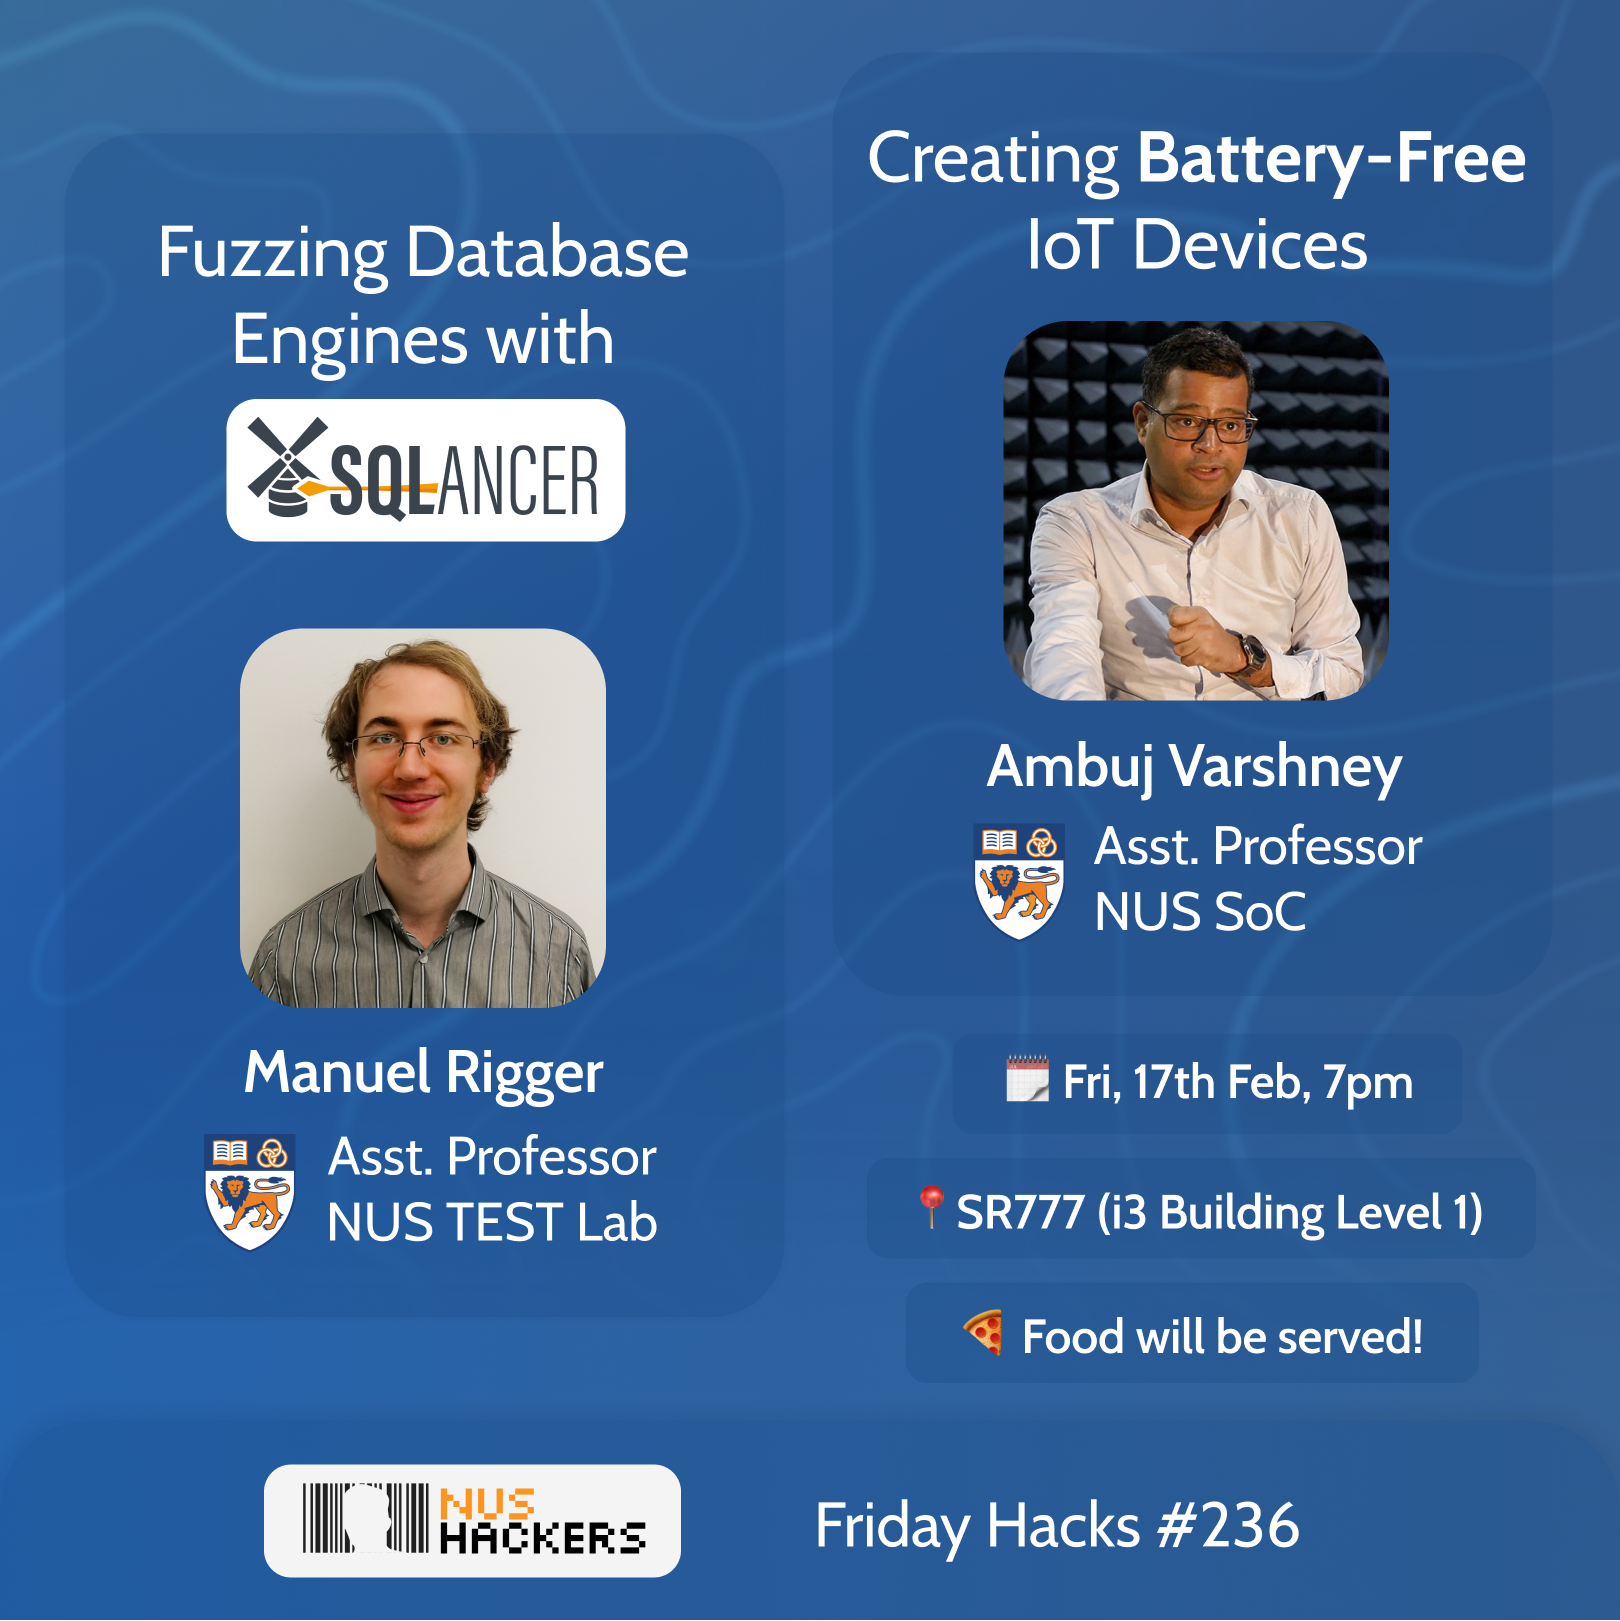 Fuzzing Database
Engines with
SQLANCER
Manuel Rigger
Asst. Professor
NUS TEST Lab
Creating Battery-Free
IoT Devices
Ambuj Varshney
Asst. Professor
NUS SoC
Fri, 17th Feb, 7pm
SR777 (i3 Building Level 1)
Food will be served!
NUS
HACKERS
Friday Hacks #236